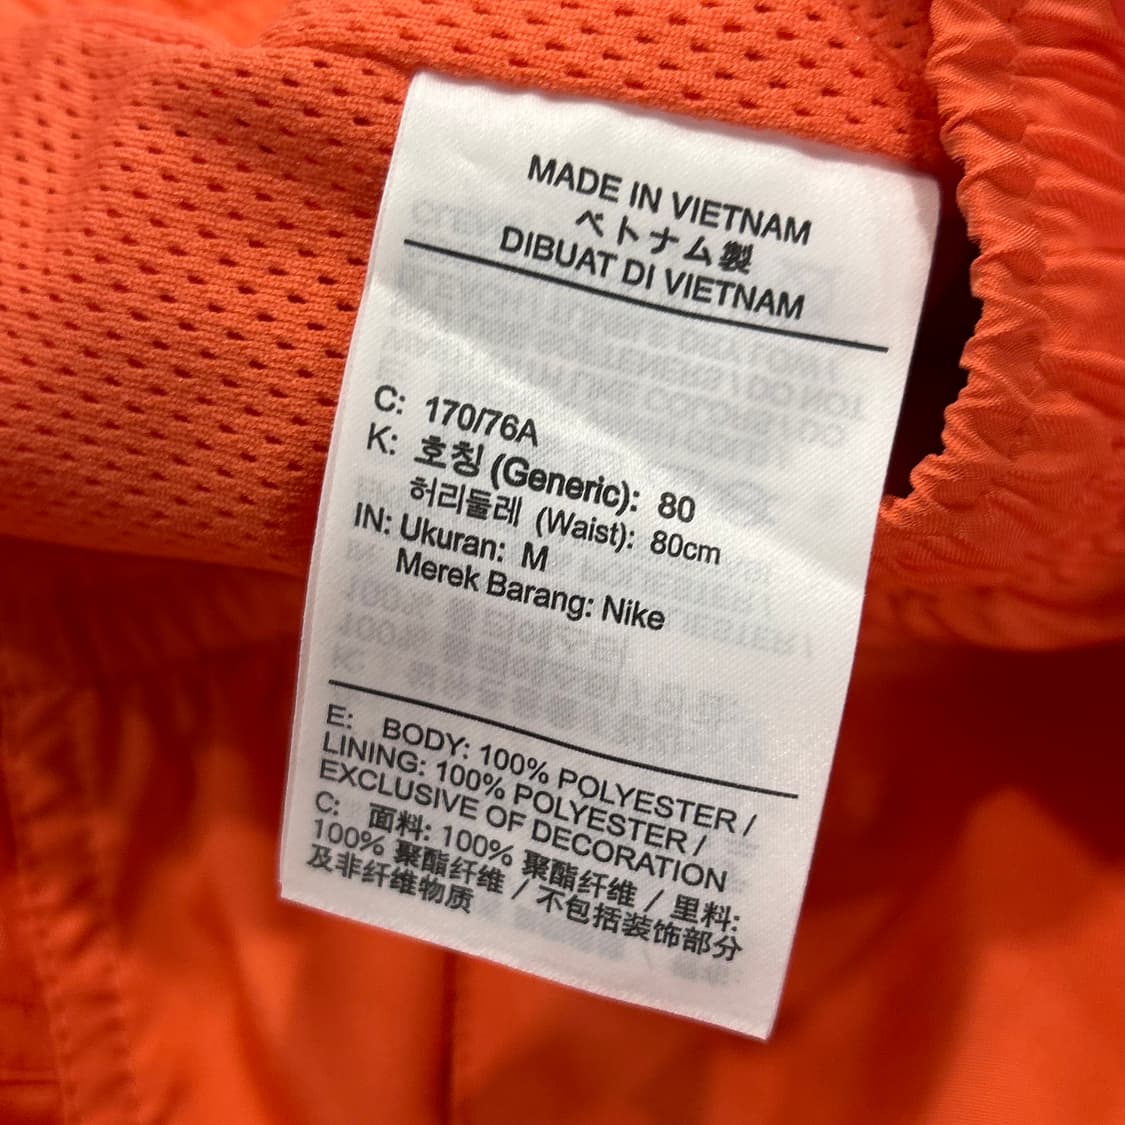 MADE IN VIETNAM
ベトナム製
DIBUAT DI VIETNAM
C: 170/76A
K: 호칭 (Generic): 80
허리둘레 (Waist): 80cm
IN: Ukuran: M
Merek Barang: Nike
E: BODY: 100% POLYESTER /
LINING: 100% POLYESTER /
EXCLUSIVE OF DECORATION
C: 面料: 100% 聚酯纤维 / 里料:
100% 聚酯纤维 / 不包括装饰部分
及非纤维物质